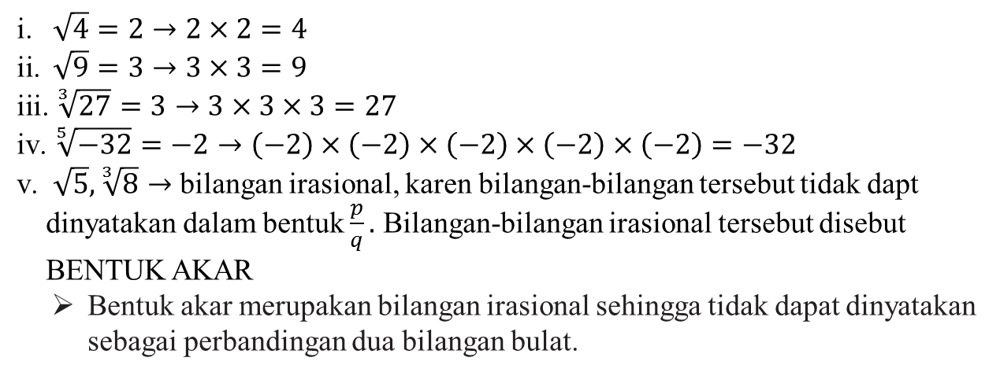 i. √4 = 2 → 2 × 2 = 4
ii. √9 = 3 → 3 × 3 = 9
iii. ∛27 = 3 → 3 × 3 × 3 = 27
iv. ⁵√−32 = −2 → (−2) × (−2) × (−2) × (−2) × (−2) = −32
v. √5, ∛8 → bilangan irasional, karen bilangan-bilangan tersebut tidak dapt
dinyatakan dalam bentuk p/q. Bilangan-bilangan irasional tersebut disebut
BENTUK AKAR
➢ Bentuk akar merupakan bilangan irasional sehingga tidak dapat dinyatakan
sebagai perbandingan dua bilangan bulat.